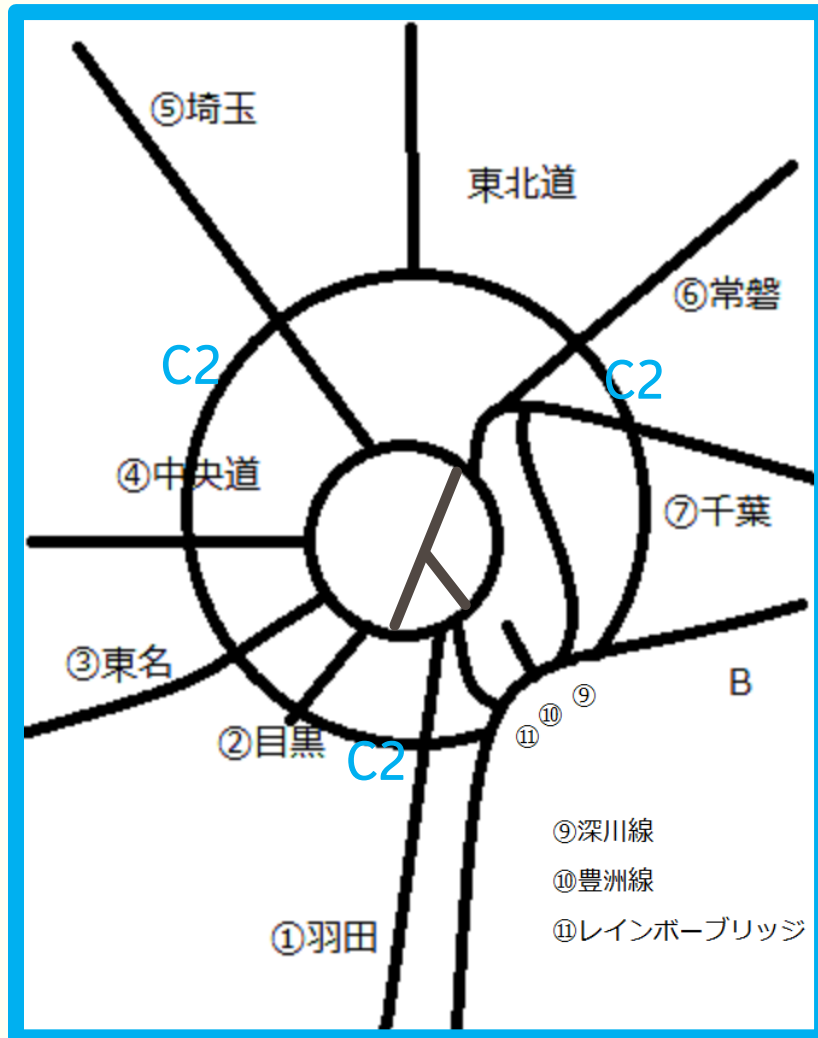 ⑤埼玉
東北道
⑥常磐
C2
C2
④中央道
⑦千葉
③東名
B
⑨
⑩
⑪
②目黒
C2
⑨深川線
⑩豊洲線
⑪レインボーブリッジ
①羽田